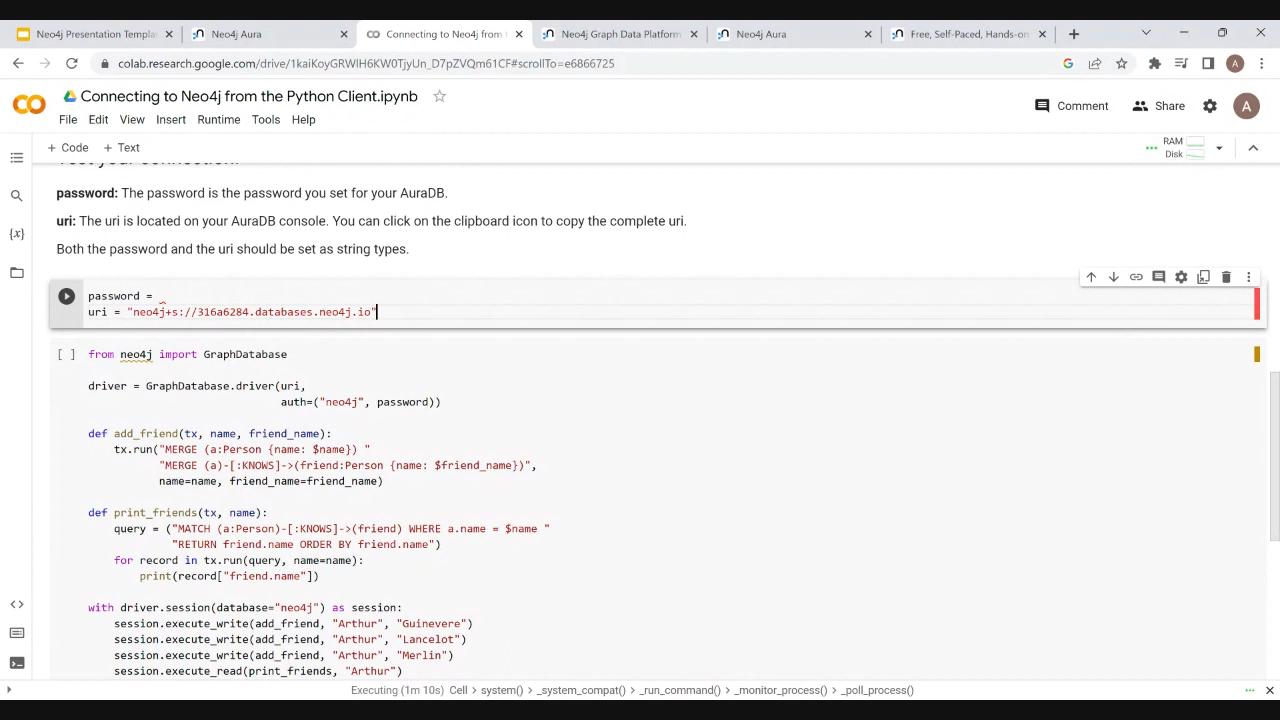 Neo4j Presentation Templa
Neo4j Aura
Connecting to Neo4j from
Neo4j Graph Data Platform
Neo4j Aura
Free, Self-Paced, Hands-on
colab.research.google.com/drive/1kaiKoyGRWlH6KW0TjyUn_D7pZVQm61CF#scrollTo=e6866725
A
CO
Connecting to Neo4j from the Python Client.ipynb
Comment
Share
A
File Edit View Insert Runtime Tools Help
+ Code + Text
RAM
Disk
Test your connection:
password: The password is the password you set for your AuraDB.
uri: The uri is located on your AuraDB console. You can click on the clipboard icon to copy the complete uri.
Both the password and the uri should be set as string types.
password =
uri = "neo4j+s://316a6284.databases.neo4j.io"
[ ] from neo4j import GraphDatabase
driver = GraphDatabase.driver(uri,
auth=("neo4j", password))
def add_friend(tx, name, friend_name):
tx.run("MERGE (a:Person {name: $name}) "
"MERGE (a)-[:KNOWS]->(friend:Person {name: $friend_name})",
name=name, friend_name=friend_name)
def print_friends(tx, name):
query = ("MATCH (a:Person)-[:KNOWS]->(friend) WHERE a.name = $name "
"RETURN friend.name ORDER BY friend.name")
for record in tx.run(query, name=name):
print(record["friend.name"])
with driver.session(database="neo4j") as session:
session.execute_write(add_friend, "Arthur", "Guinevere")
session.execute_write(add_friend, "Arthur", "Lancelot")
session.execute_write(add_friend, "Arthur", "Merlin")
session.execute_read(print_friends, "Arthur")
Executing (1m 10s) Cell > system() > _system_compat() > _run_command() > _monitor_process() > _poll_process()